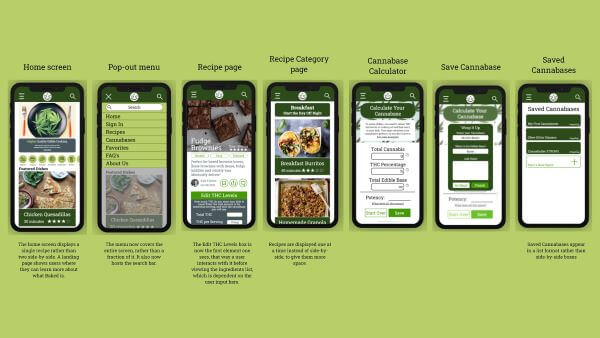 Home screen
Pop-out menu
Recipe page
Recipe Category
page
Cannabase
Calculator
Save Cannabase
Saved
Cannabases
Search
Home
Sign In
Recipes
Cannabases
Favorites
FAQ's
About Us
Featured Dishes
Chicken Quesadillas
Chicken Quesadillas
Fudge
Brownies
Edit THC Levels
Total THC
THC per Serving
Breakfast
Start the Day Off Right
Breakfast Burritos
40 minutes
Homemade Granola
Calculate Your
Cannabase
Total Cannabis
THC Percentage
Total Edible Base
Potency:
Start Over
Save
Calculate Your
Cannabase
Wrap It Up
Start Over
Save
Saved Cannabases
The home screen displays a
single recipe rather than
two side-by-side. A landing
page shows users where
they can learn more about
what Baked is.
The menu now covers the
entire screen, rather than a
fraction of it. It also now
hosts the search bar.
The Edit THC Levels box is
now the first element one
sees, that way a user
interacts with it before
viewing the ingredients list,
which is dependent on the
user input here.
Recipes are displayed one at
a time instead of side-by-
side, to give them more
space.
Saved Cannabases appear
in a list format rather than
side-by-side boxes